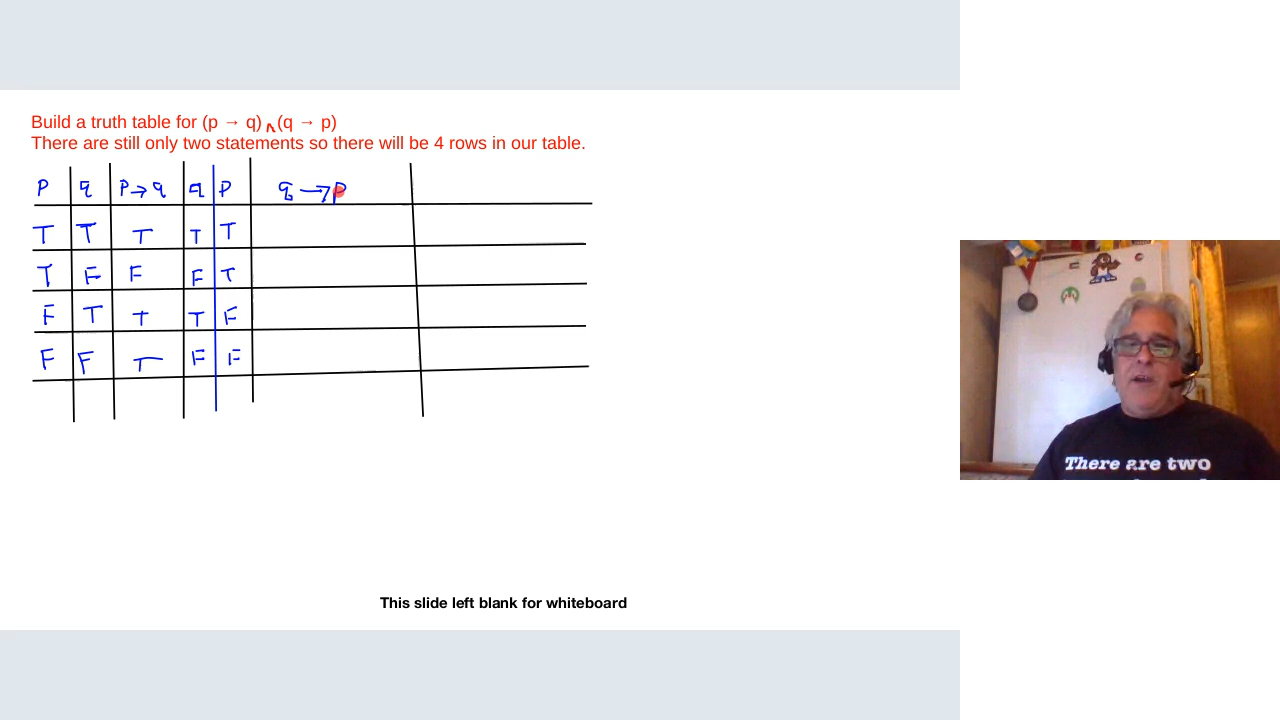 Build a truth table for (p → q) ∧ (q → p)
There are still only two statements so there will be 4 rows in our table.
P q P→q q P q→P
T T T T T
T F F F T
F T T T F
F F T F F
There are two
This slide left blank for whiteboard